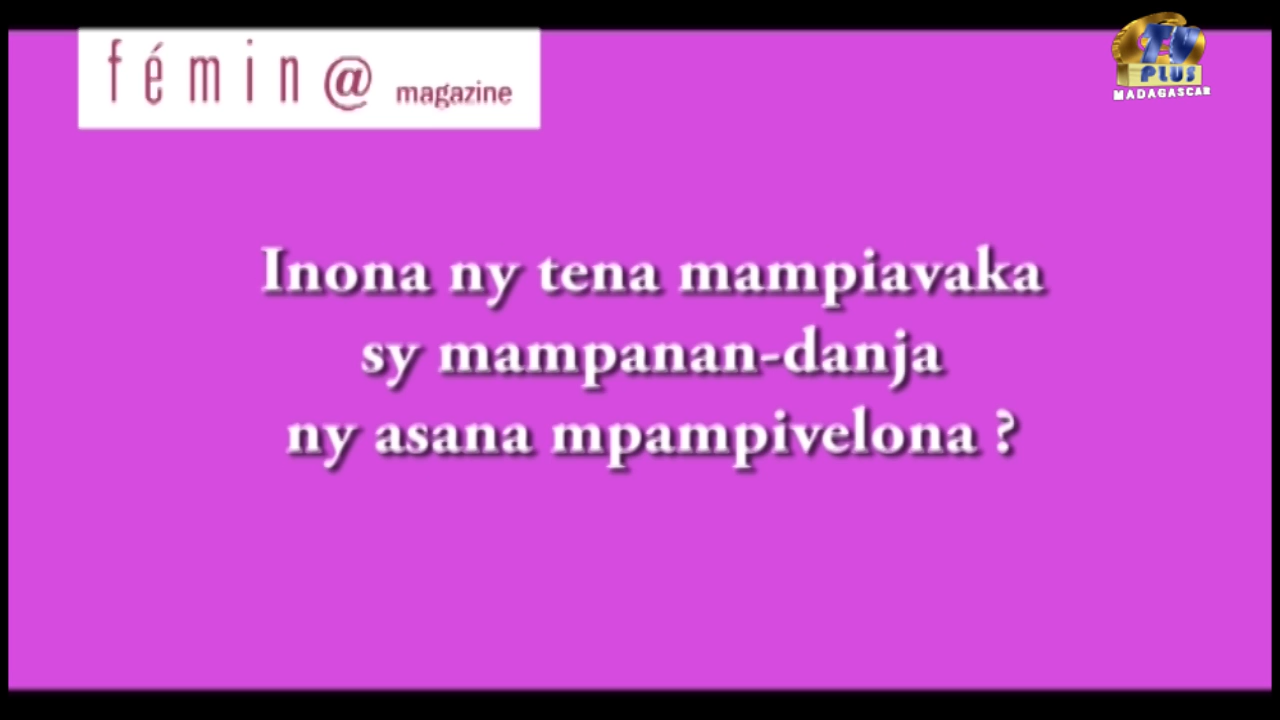 fémin@ magazine
TV
PLUS
MADAGASCAR
Inona ny tena mampiavaka
sy mampanan-danja
ny asana mpampivelona ?